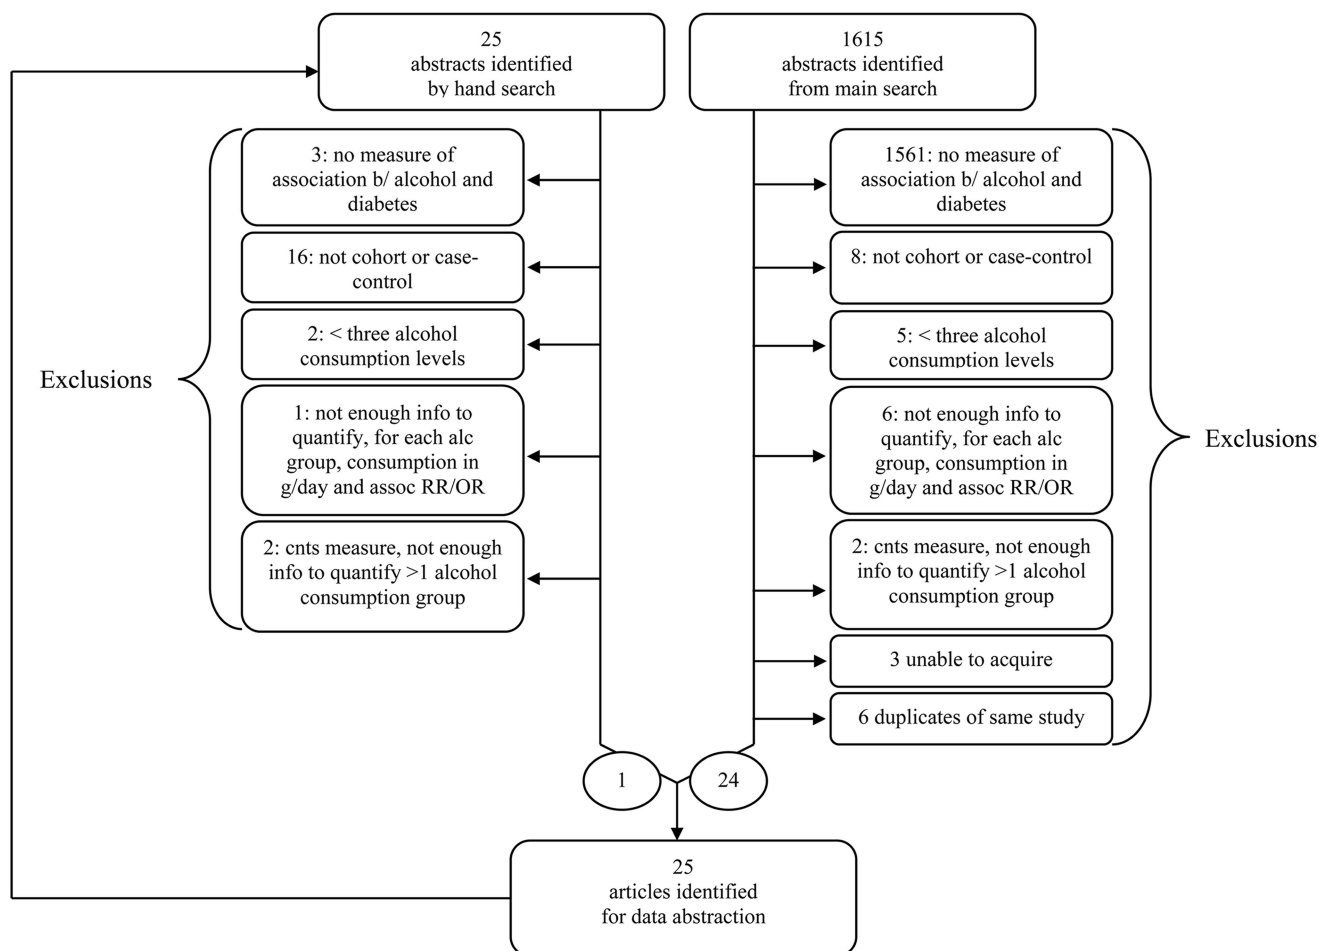 25
abstracts identified
by hand search
1615
abstracts identified
from main search
Exclusions
3: no measure of
association b/ alcohol and
diabetes
16: not cohort or case-
control
2: < three alcohol
consumption levels
1: not enough info to
quantify, for each alc
group, consumption in
g/day and assoc RR/OR
2: cnts measure, not enough
info to quantify >1 alcohol
consumption group
1561: no measure of
association b/ alcohol and
diabetes
8: not cohort or case-control
5: < three alcohol
consumption levels
6: not enough info to
quantify, for each alc
group, consumption in
g/day and assoc RR/OR
2: cnts measure, not enough
info to quantify >1 alcohol
consumption group
3 unable to acquire
6 duplicates of same study
Exclusions
1
24
25
articles identified
for data abstraction